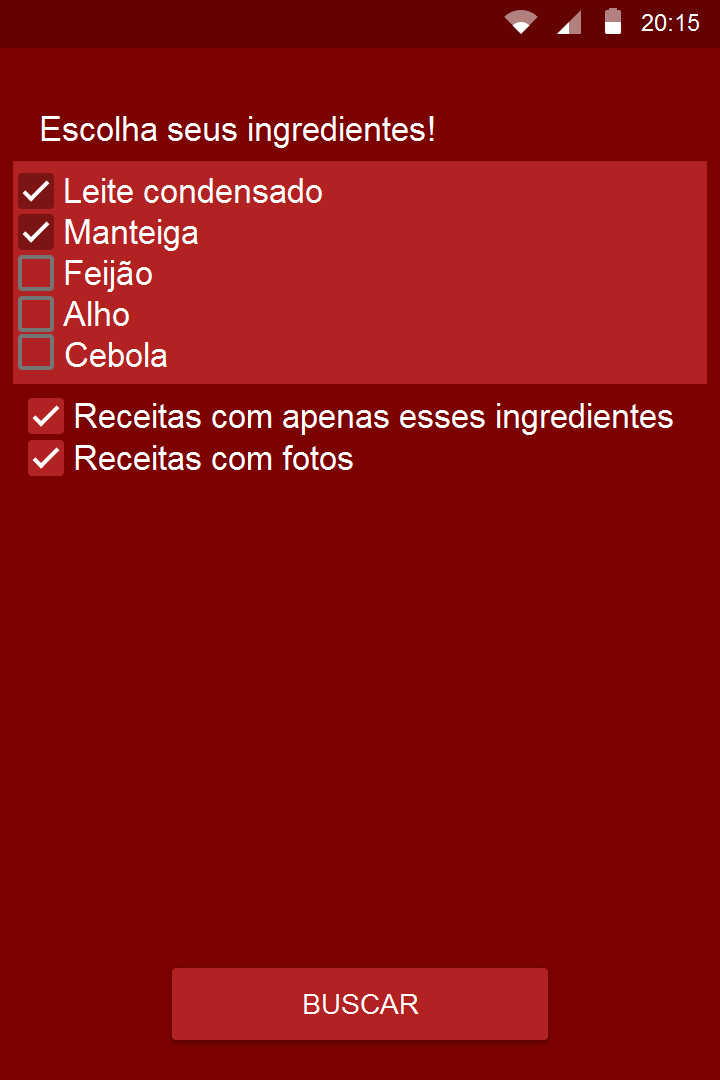 20:15
Escolha seus ingredientes!
Leite condensado
Manteiga
Feijão
Alho
Cebola
Receitas com apenas esses ingredientes
Receitas com fotos
BUSCAR